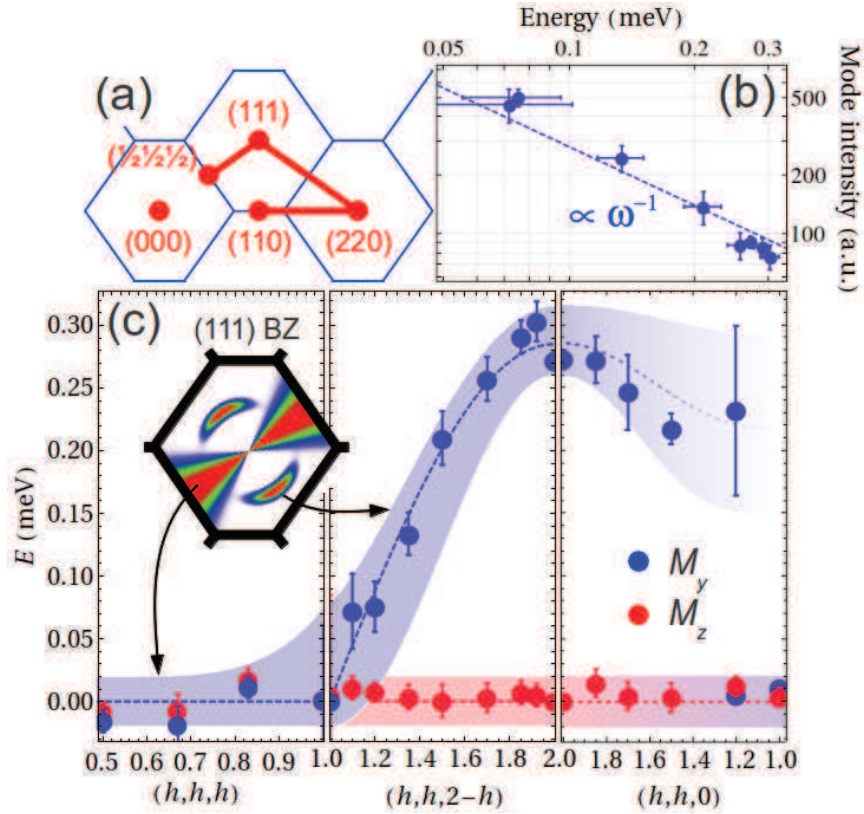 Energy (meV)
0.05 0.1 0.2 0.3
(a)
(111)
(½½½)
(000)
(110)
(220)
(b)
∝ ω⁻¹
500
200
100
Mode intensity (a.u.)
(c)
(111) BZ
E (meV)
0.30
0.25
0.20
0.15
0.10
0.05
0.00
M_y
M_z
0.5 0.6 0.7 0.8 0.9 1.0 1.2 1.4 1.6 1.8 2.0 1.8 1.6 1.4 1.2 1.0
(h,h,h)
(h,h,2−h)
(h,h,0)